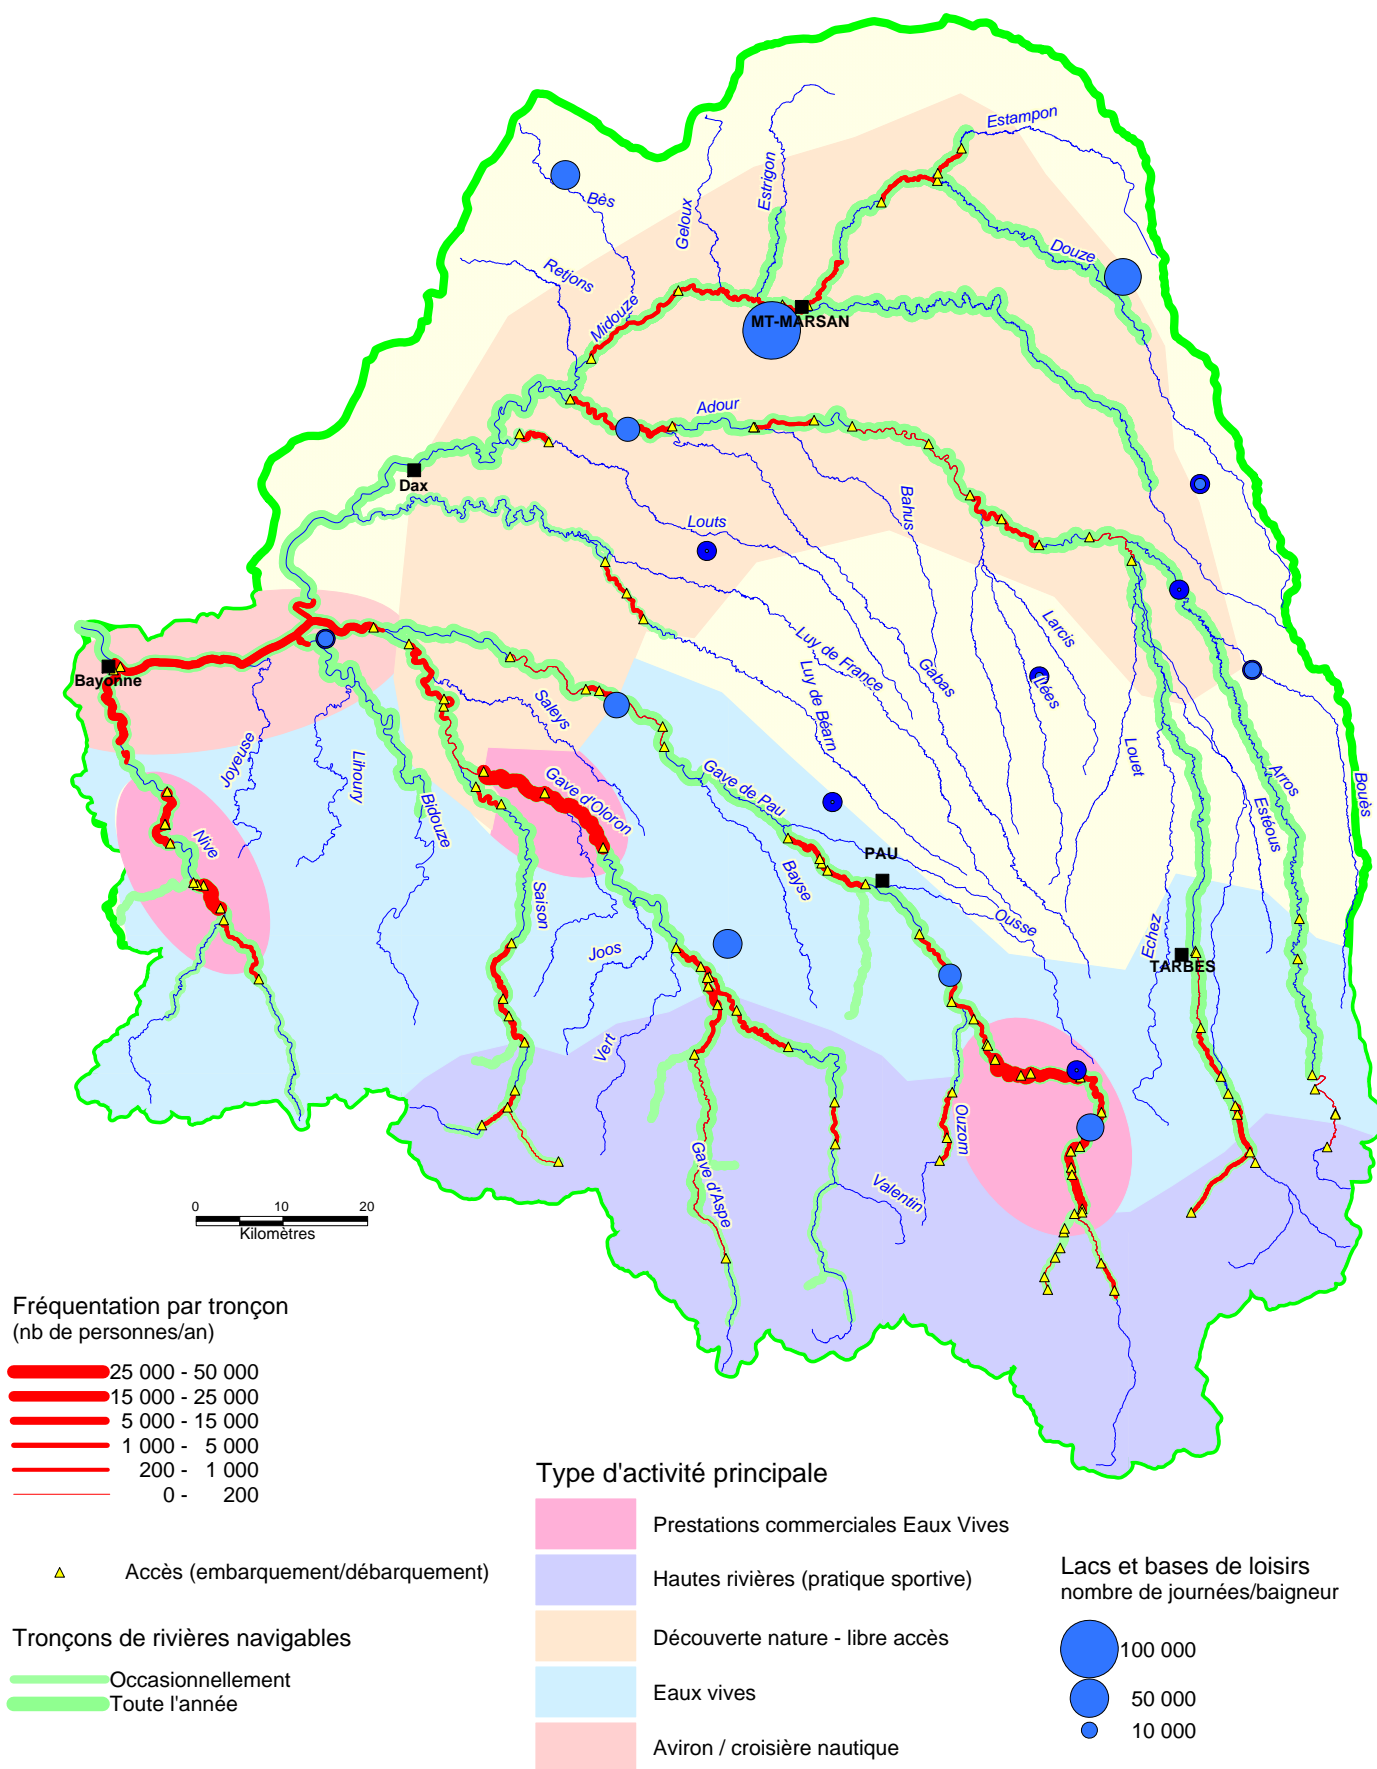 Estampon
Bès
Geloux
Estrigon
Douze
Retjons
Midouze
MT-MARSAN
Adour
Dax
Louts
Bahus
Larcis
Luy de France
Luy de Béarn
Gabas
Lées
Bayonne
Saleys
Joyeuse
Lihoury
Bidouze
Gave d'Oloron
Gave de Pau
Louet
Arros
Estéous
Bouès
Nive
PAU
Bayse
Saison
Joos
Ousse
Echez
TARBES
Vert
Ouzom
Gave d'Aspe
Valentin
0 10 20
Kilomètres
Fréquentation par tronçon
(nb de personnes/an)
25 000 - 50 000
15 000 - 25 000
5 000 - 15 000
1 000 - 5 000
200 - 1 000
0 - 200
Accès (embarquement/débarquement)
Tronçons de rivières navigables
Occasionnellement
Toute l'année
Type d'activité principale
Prestations commerciales Eaux Vives
Hautes rivières (pratique sportive)
Découverte nature - libre accès
Eaux vives
Aviron / croisière nautique
Lacs et bases de loisirs
nombre de journées/baigneur
100 000
50 000
10 000